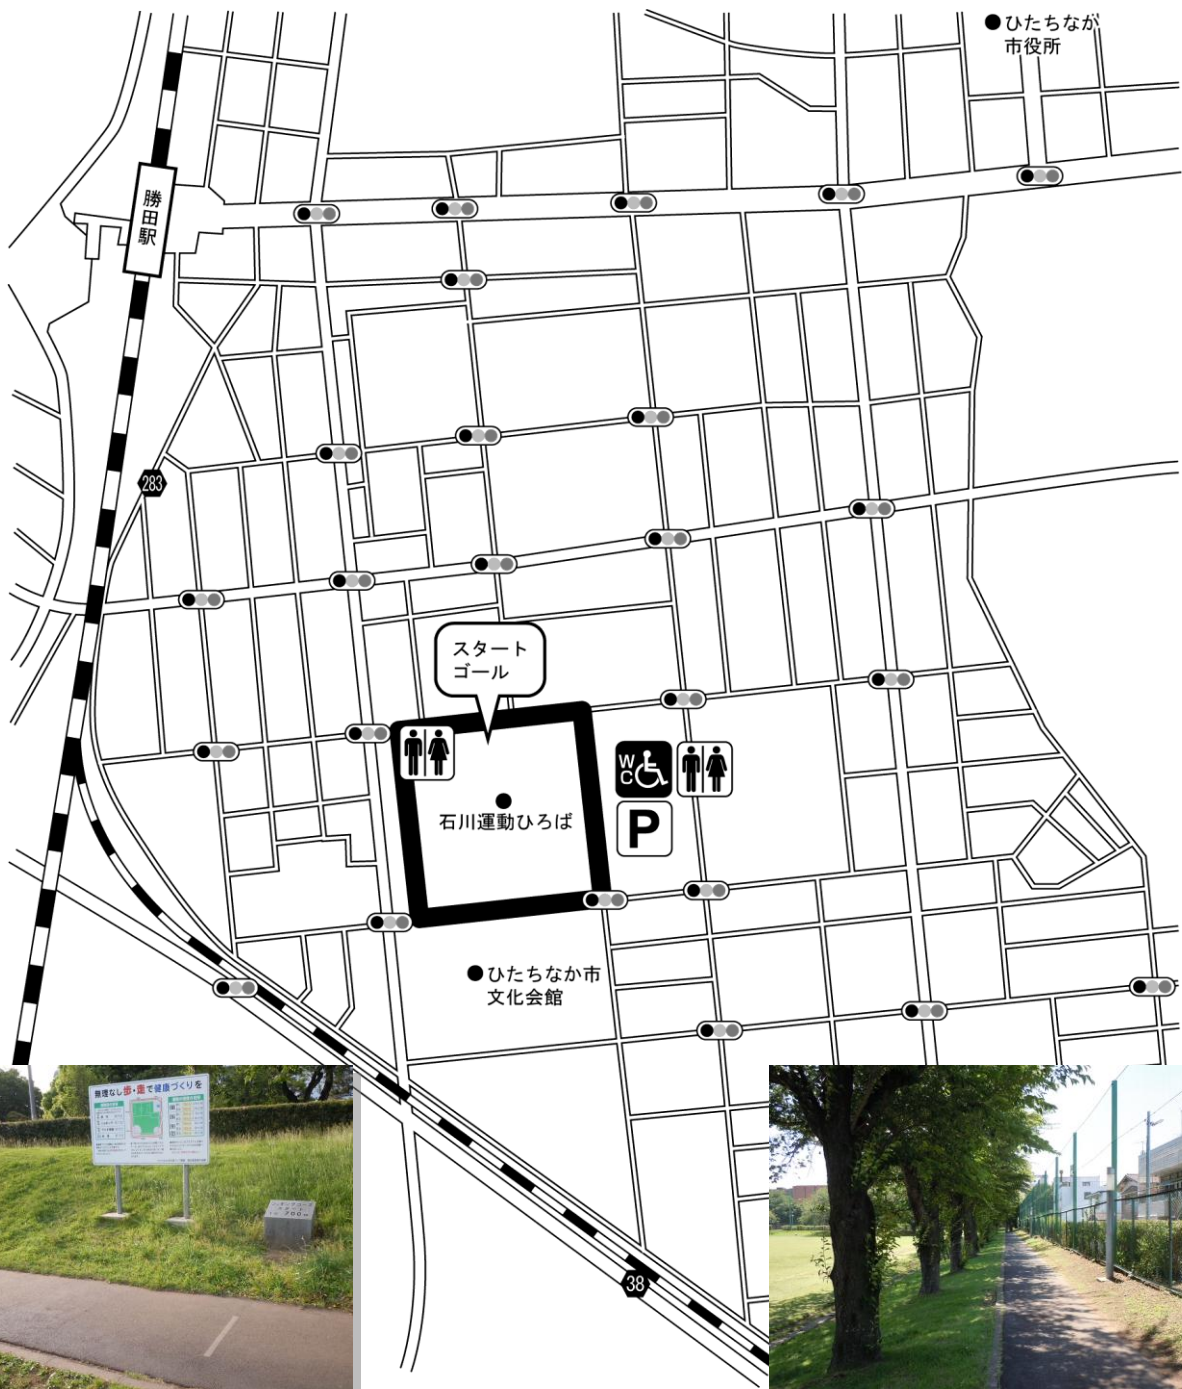 ひたちなか
市役所
勝田駅
283
スタート
ゴール
WC
石川運動ひろば
P
ひたちなか市
文化会館
38
無理なし歩・走で健康づくりを